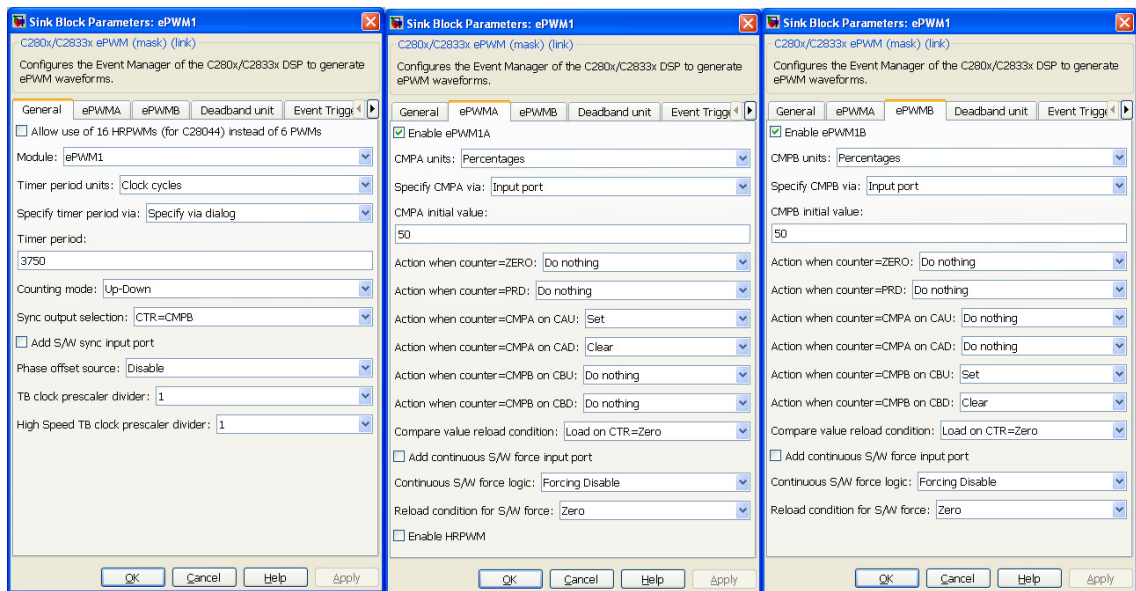 Sink Block Parameters: ePWM1
C280x/C2833x ePWM (mask) (link)
Configures the Event Manager of the C280x/C2833x DSP to generate
ePWM waveforms.
General ePWMA ePWMB Deadband unit Event Trigge
Allow use of 16 HRPWMs (for C28044) instead of 6 PWMs
Module: ePWM1
Timer period units: Clock cycles
Specify timer period via: Specify via dialog
Timer period:
3750
Counting mode: Up-Down
Sync output selection: CTR=CMPB
Add S/W sync input port
Phase offset source: Disable
TB clock prescaler divider: 1
High Speed TB clock prescaler divider: 1
OK Cancel Help Apply
Sink Block Parameters: ePWM1
C280x/C2833x ePWM (mask) (link)
Configures the Event Manager of the C280x/C2833x DSP to generate
ePWM waveforms.
General ePWMA ePWMB Deadband unit Event Trigge
Enable ePWM1A
CMPA units: Percentages
Specify CMPA via: Input port
CMPA initial value:
50
Action when counter=ZERO: Do nothing
Action when counter=PRD: Do nothing
Action when counter=CMPA on CAU: Set
Action when counter=CMPA on CAD: Clear
Action when counter=CMPB on CBU: Do nothing
Action when counter=CMPB on CBD: Do nothing
Compare value reload condition: Load on CTR=Zero
Add continuous S/W force input port
Continuous S/W force logic: Forcing Disable
Reload condition for S/W force: Zero
Enable HRPWM
OK Cancel Help Apply
Sink Block Parameters: ePWM1
C280x/C2833x ePWM (mask) (link)
Configures the Event Manager of the C280x/C2833x DSP to generate
ePWM waveforms.
General ePWMA ePWMB Deadband unit Event Trigge
Enable ePWM1B
CMPB units: Percentages
Specify CMPB via: Input port
CMPB initial value:
50
Action when counter=ZERO: Do nothing
Action when counter=PRD: Do nothing
Action when counter=CMPA on CAU: Do nothing
Action when counter=CMPA on CAD: Do nothing
Action when counter=CMPB on CBU: Set
Action when counter=CMPB on CBD: Clear
Compare value reload condition: Load on CTR=Zero
Add continuous S/W force input port
Continuous S/W force logic: Forcing Disable
Reload condition for S/W force: Zero
OK Cancel Help Apply